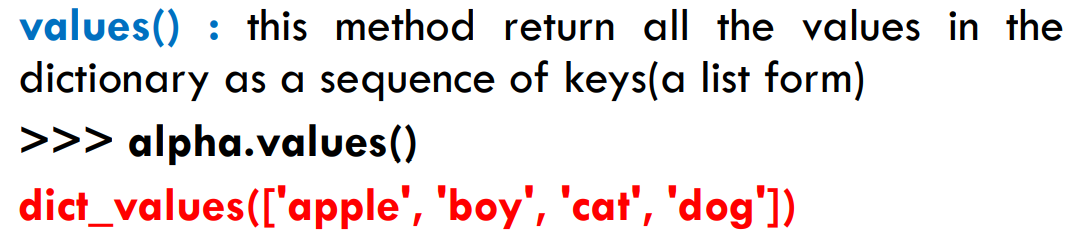 values() : this method return all the values in the
dictionary as a sequence of keys(a list form)
>>> alpha.values()
dict_values(['apple', 'boy', 'cat', 'dog'])